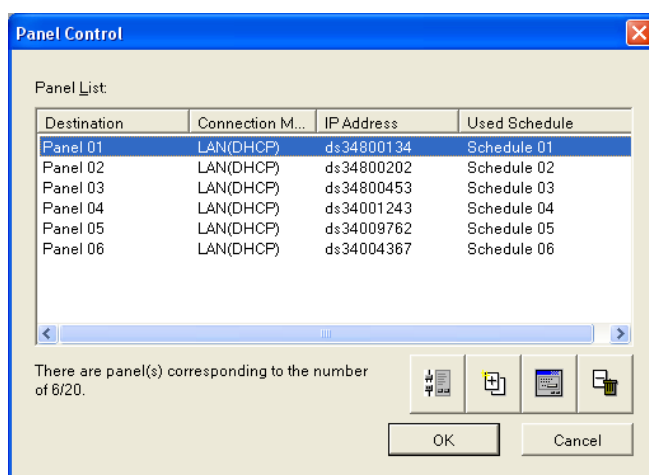 Panel Control
Panel List:
Destination Connection M... IP Address Used Schedule
Panel 01 LAN(DHCP) ds34800134 Schedule 01
Panel 02 LAN(DHCP) ds34800202 Schedule 02
Panel 03 LAN(DHCP) ds34800453 Schedule 03
Panel 04 LAN(DHCP) ds34001243 Schedule 04
Panel 05 LAN(DHCP) ds34009762 Schedule 05
Panel 06 LAN(DHCP) ds34004367 Schedule 06
There are panel(s) corresponding to the number
of 6/20.
OK Cancel